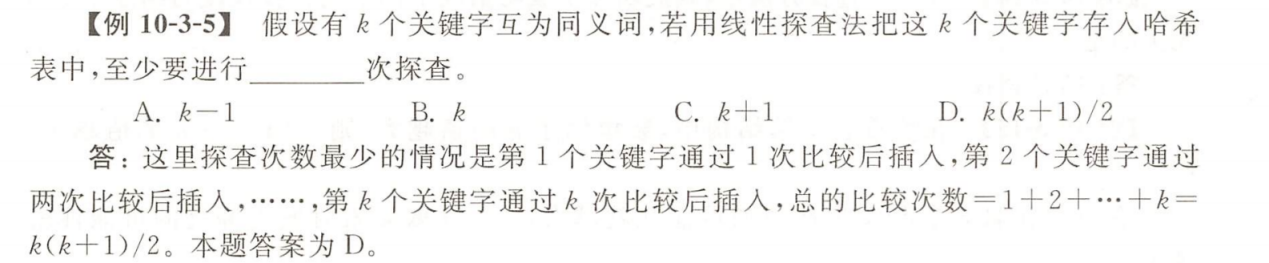 【例 10-3-5】 假设有 k 个关键字互为同义词,若用线性探查法把这 k 个关键字存入哈希
表中,至少要进行________次探查。
A. k－1 B. k C. k＋1 D. k(k＋1)/2
答:这里探查次数最少的情况是第 1 个关键字通过 1 次比较后插入,第 2 个关键字通过
两次比较后插入,……,第 k 个关键字通过 k 次比较后插入,总的比较次数＝1＋2＋…＋k＝
k(k＋1)/2。本题答案为 D。